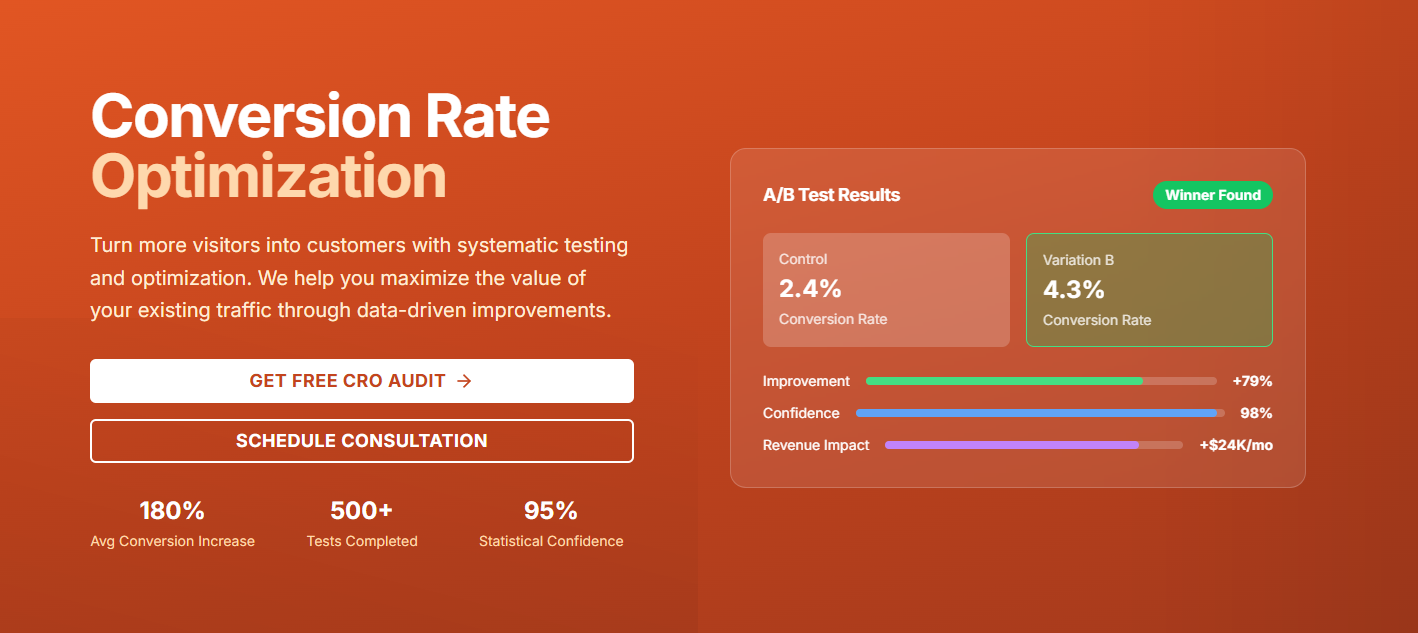 Conversion Rate
Optimization
Turn more visitors into customers with systematic testing
and optimization. We help you maximize the value of
your existing traffic through data-driven improvements.
GET FREE CRO AUDIT →
SCHEDULE CONSULTATION
180%
Avg Conversion Increase
500+
Tests Completed
95%
Statistical Confidence
A/B Test Results
Winner Found
Control
2.4%
Conversion Rate
Variation B
4.3%
Conversion Rate
Improvement +79%
Confidence 98%
Revenue Impact +$24K/mo